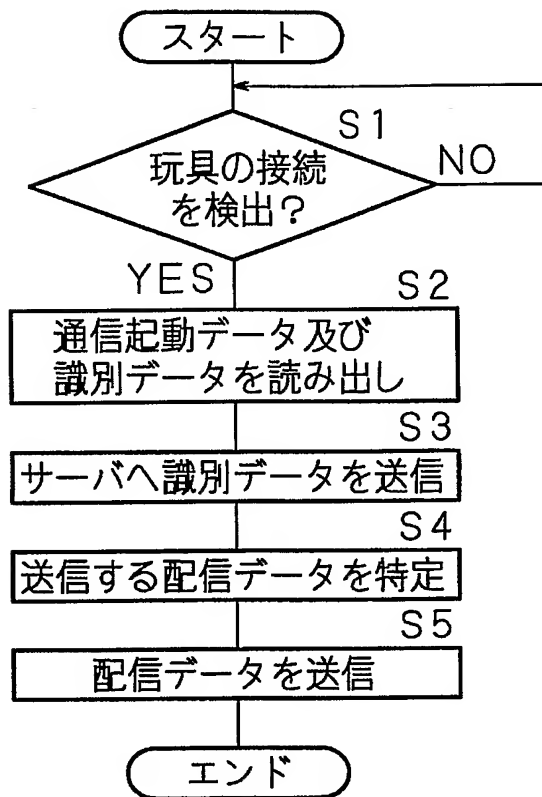 スタート
S1
玩具の接続
を検出?
NO
YES
S2
通信起動データ及び
識別データを読み出し
S3
サーバへ識別データを送信
S4
送信する配信データを特定
S5
配信データを送信
エンド